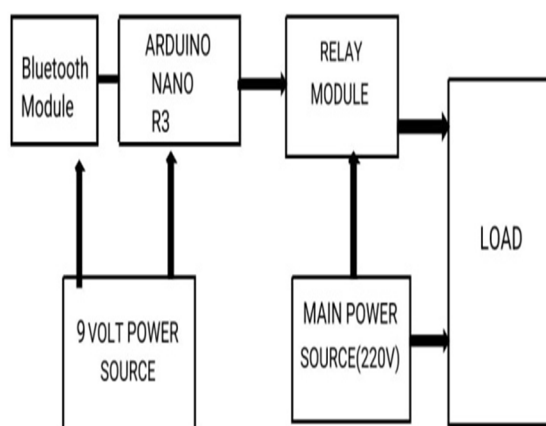 Bluetooth
Module
ARDUINO
NANO
R3
RELAY
MODULE
LOAD
9 VOLT POWER
SOURCE
MAIN POWER
SOURCE(220V)